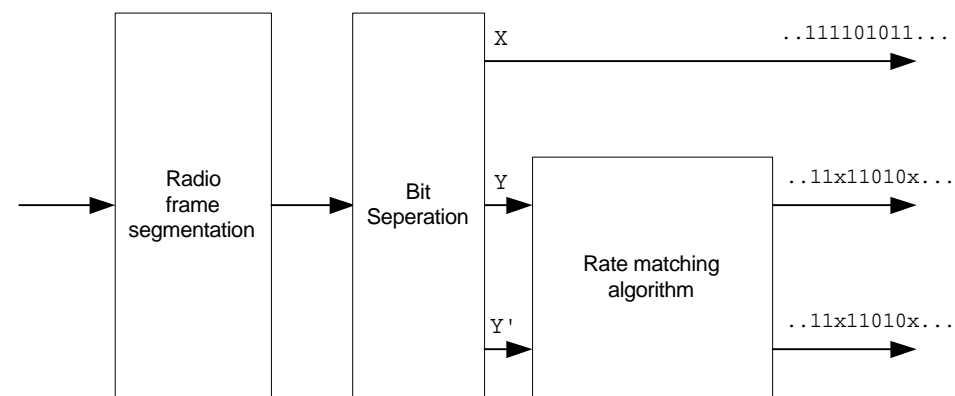 X
..111101011...
Radio
frame
segmentation
Bit
Seperation
Y
..11x11010x...
Rate matching
algorithm
Y'
..11x11010x...